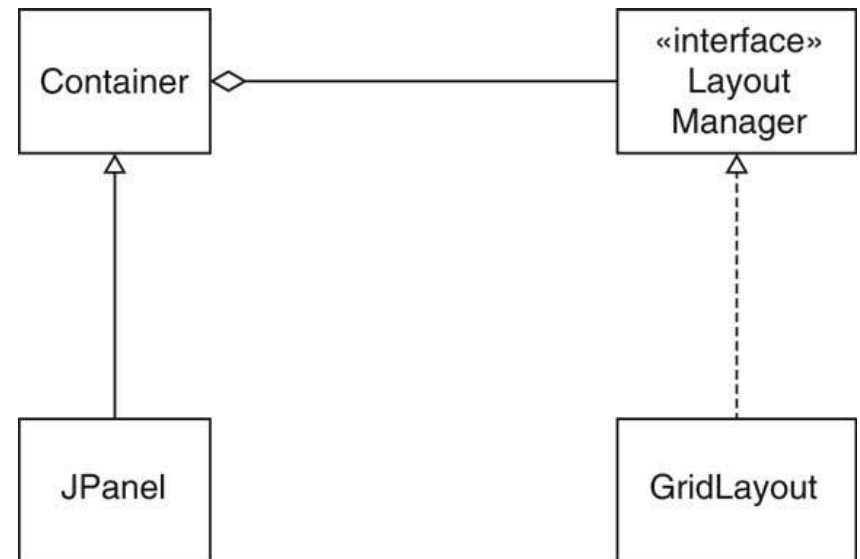 Container
«interface»
Layout
Manager
JPanel
GridLayout